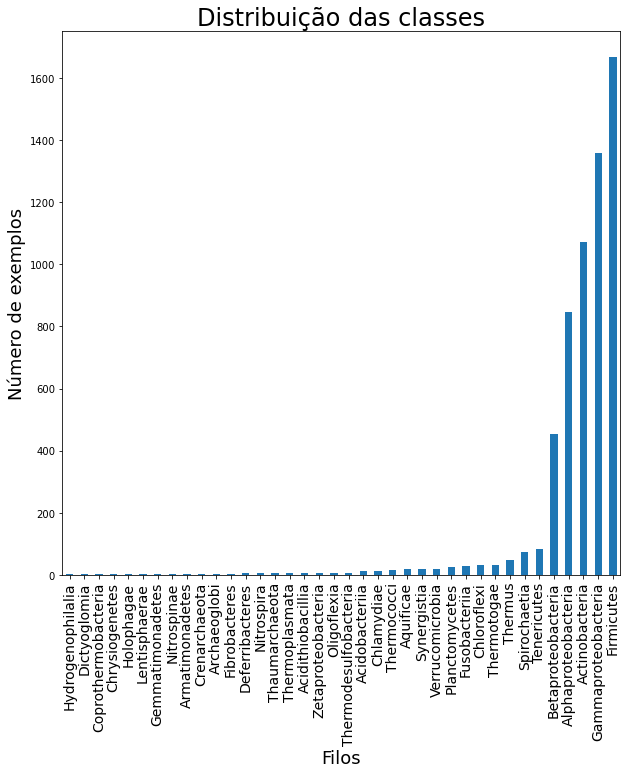 Distribuição das classes
Número de exemplos
1600
1400
1200
1000
800
600
400
200
0
Hydrogenophilalia
Dictyoglomia
Coprothermobacteria
Chrysiogenetes
Holophagae
Lentisphaerae
Gemmatimonadetes
Nitrospinae
Armatimonadetes
Crenarchaeota
Archaeoglobi
Fibrobacteres
Deferribacteres
Nitrospira
Thaumarchaeota
Thermoplasmata
Acidithiobacillia
Zetaproteobacteria
Oligoflexia
Thermodesulfobacteria
Acidobacteriia
Chlamydiae
Thermococci
Aquificae
Synergistia
Verrucomicrobia
Planctomycetes
Fusobacteriia
Chloroflexi
Thermotogae
Thermus
Spirochaetia
Tenericutes
Betaproteobacteria
Alphaproteobacteria
Actinobacteria
Gammaproteobacteria
Firmicutes
Filos